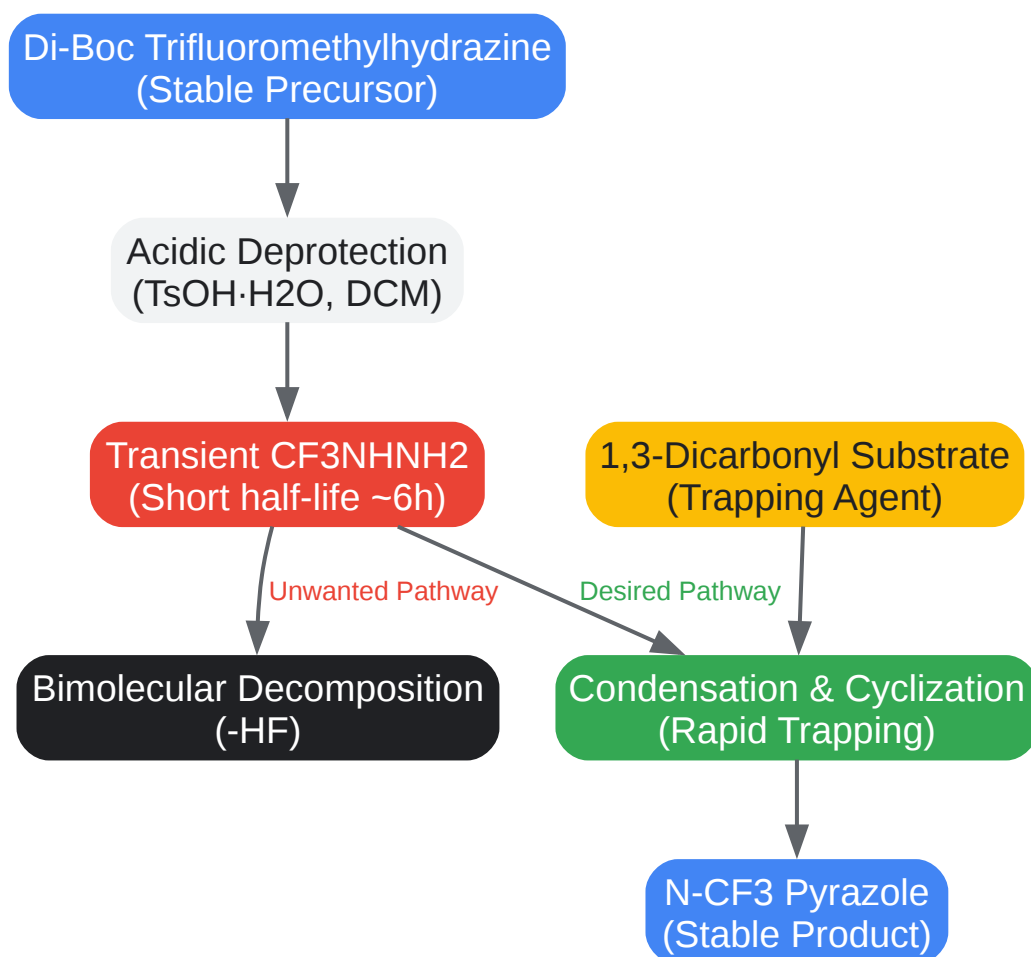 Di-Boc Trifluoromethylhydrazine
(Stable Precursor)
Acidic Deprotection
(TsOH·H2O, DCM)
Transient CF3NHNH2
(Short half-life ~6h)
1,3-Dicarbonyl Substrate
(Trapping Agent)
Unwanted Pathway
Desired Pathway
Bimolecular Decomposition
(-HF)
Condensation & Cyclization
(Rapid Trapping)
N-CF3 Pyrazole
(Stable Product)